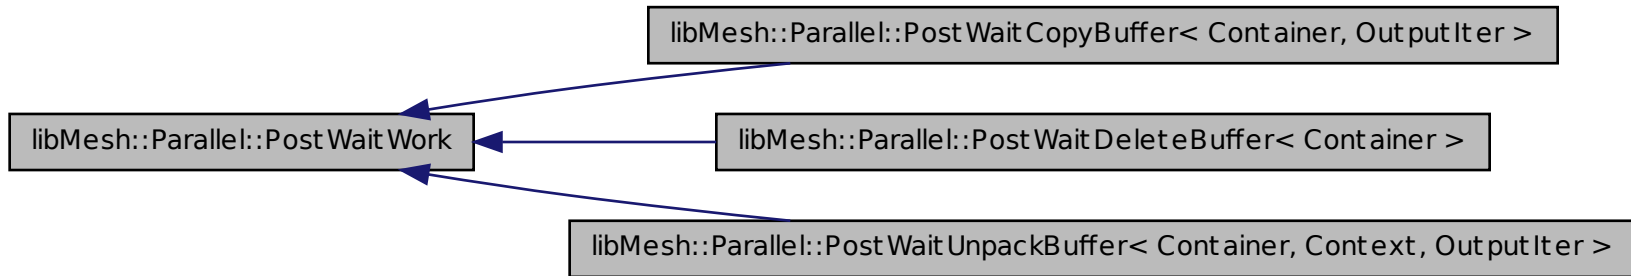 libMesh::Parallel::PostWaitCopyBuffer< Container, OutputIter >
libMesh::Parallel::PostWaitWork
libMesh::Parallel::PostWaitDeleteBuffer< Container >
libMesh::Parallel::PostWaitUnpackBuffer< Container, Context, OutputIter >